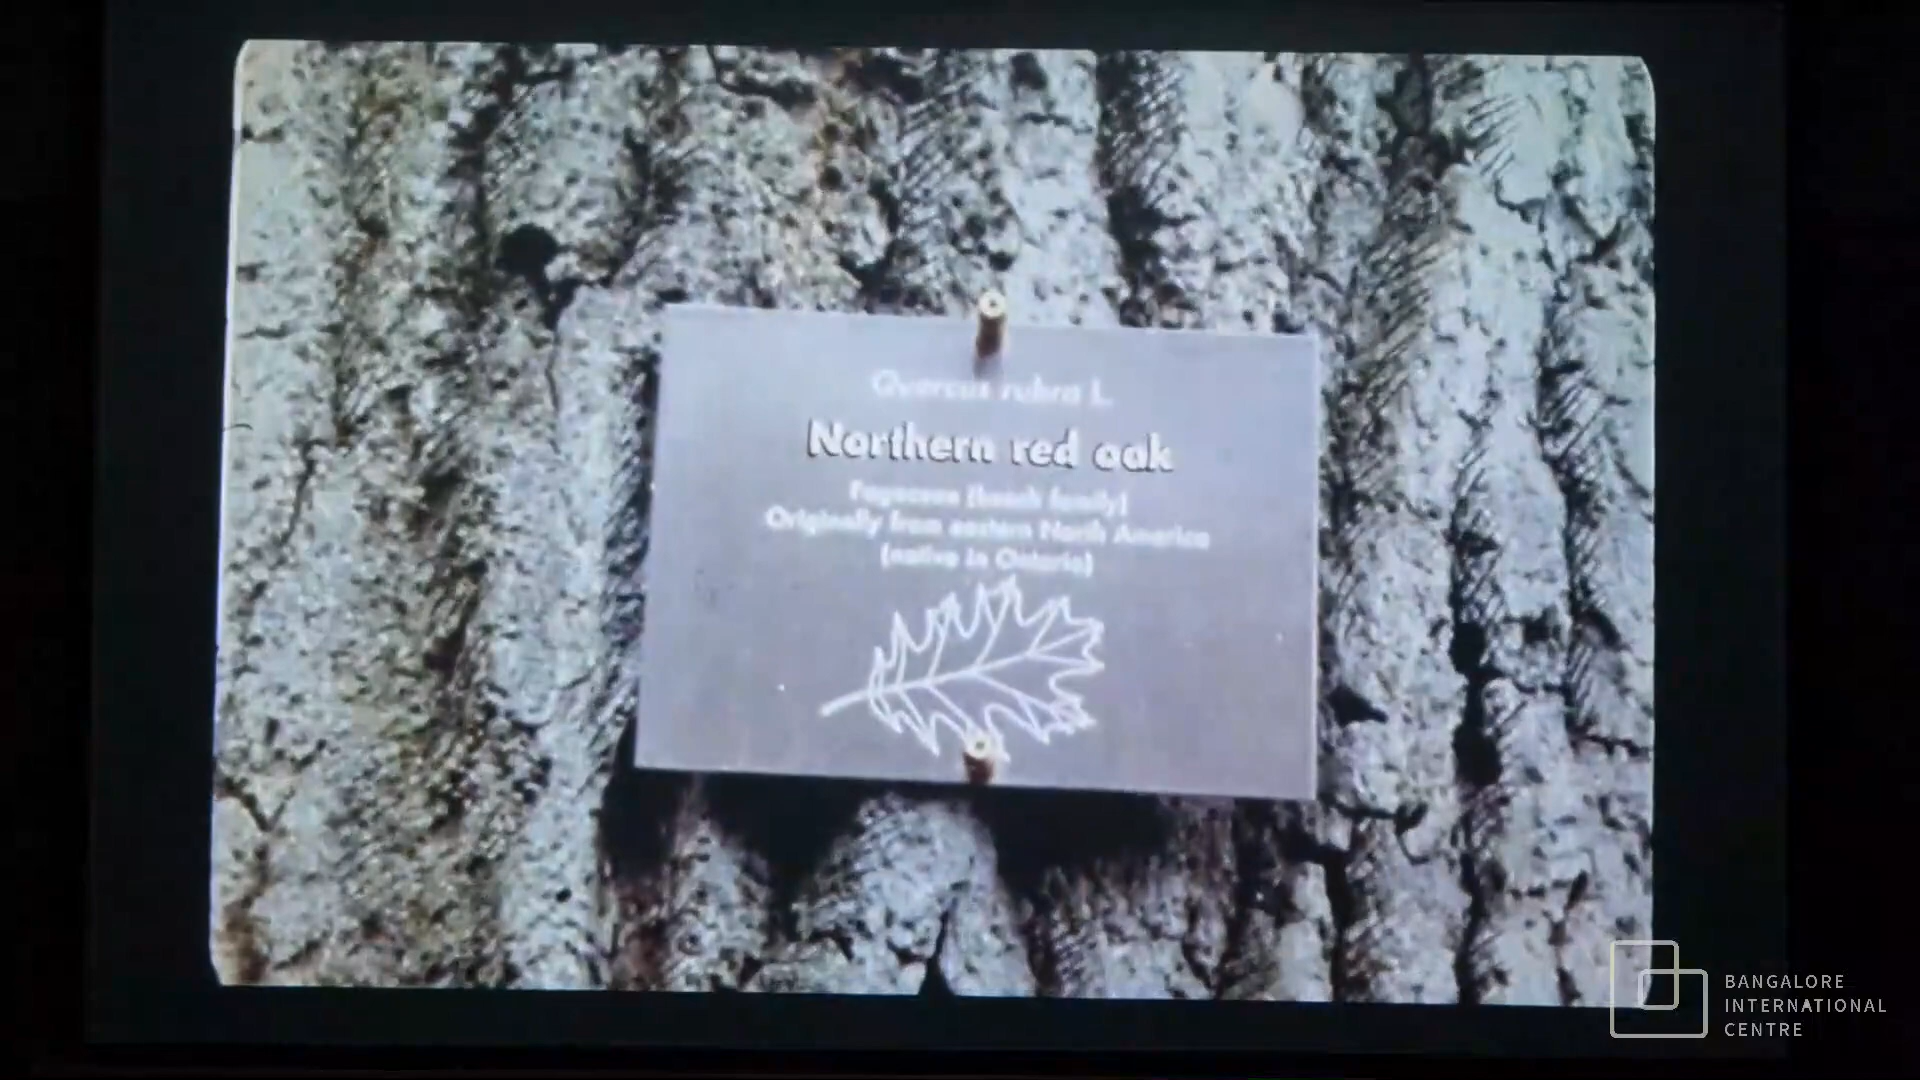 Quercus rubra L.
Northern red oak
Fagaceae (beech family)
Originally from eastern North America
(native in Ontario)
BANGALORE
INTERNATIONAL
CENTRE